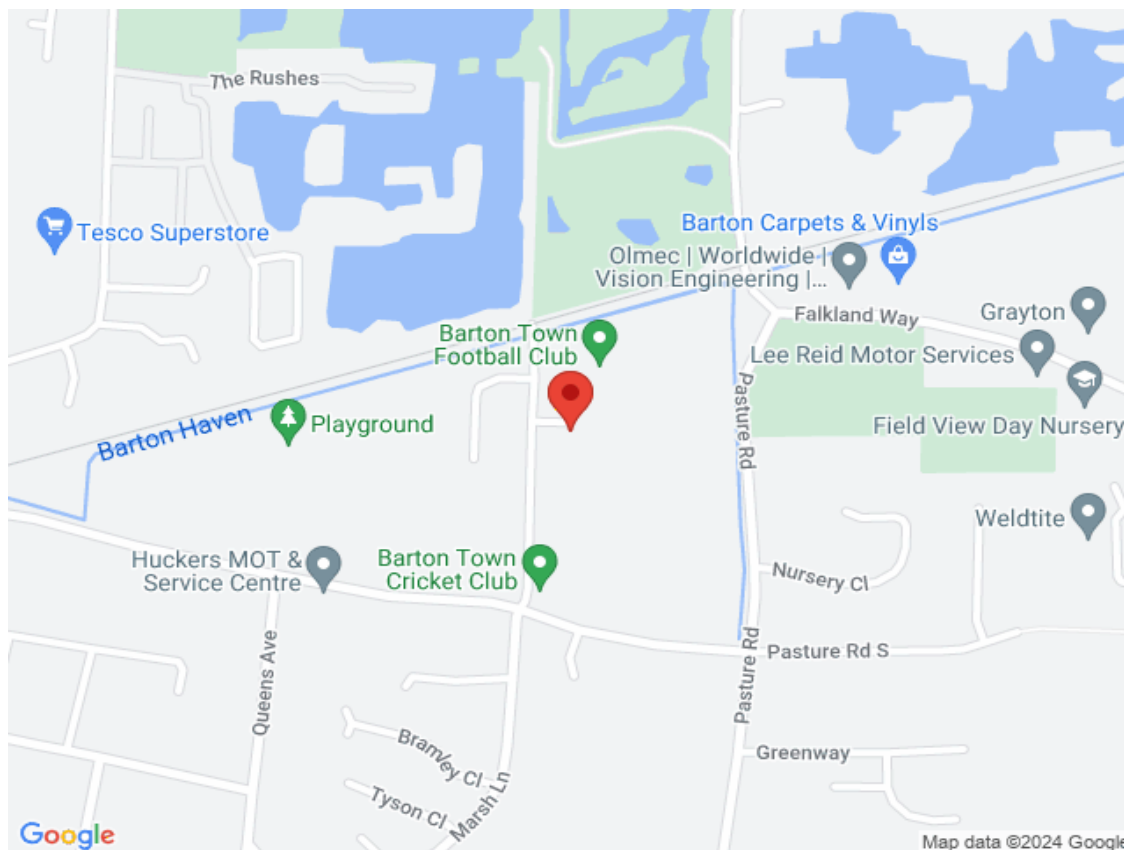 The Rushes
Tesco Superstore
Barton Carpets & Vinyls
Olmec | Worldwide |
Vision Engineering |...
Falkland Way
Grayton
Barton Town
Football Club
Lee Reid Motor Services
Pasture Rd
Field View Day Nursery
Barton Haven
Playground
Weldtite
Huckers MOT &
Service Centre
Barton Town
Cricket Club
Nursery Cl
Queens Ave
Pasture Rd S
Pasture Rd
Bramley Cl
Greenway
Tyson Cl
Marsh Ln
Google
Map data ©2024 Google